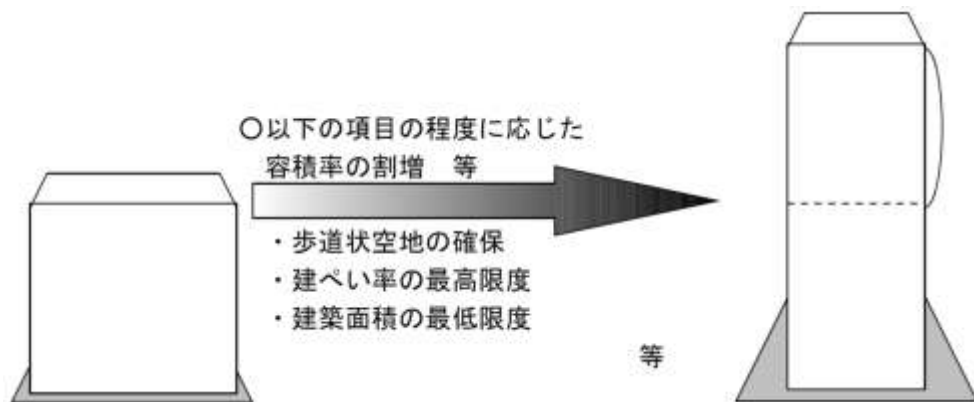 〇以下の項目の程度に応じた
容積率の割増　等
・歩道状空地の確保
・建ぺい率の最高限度
・建築面積の最低限度
等